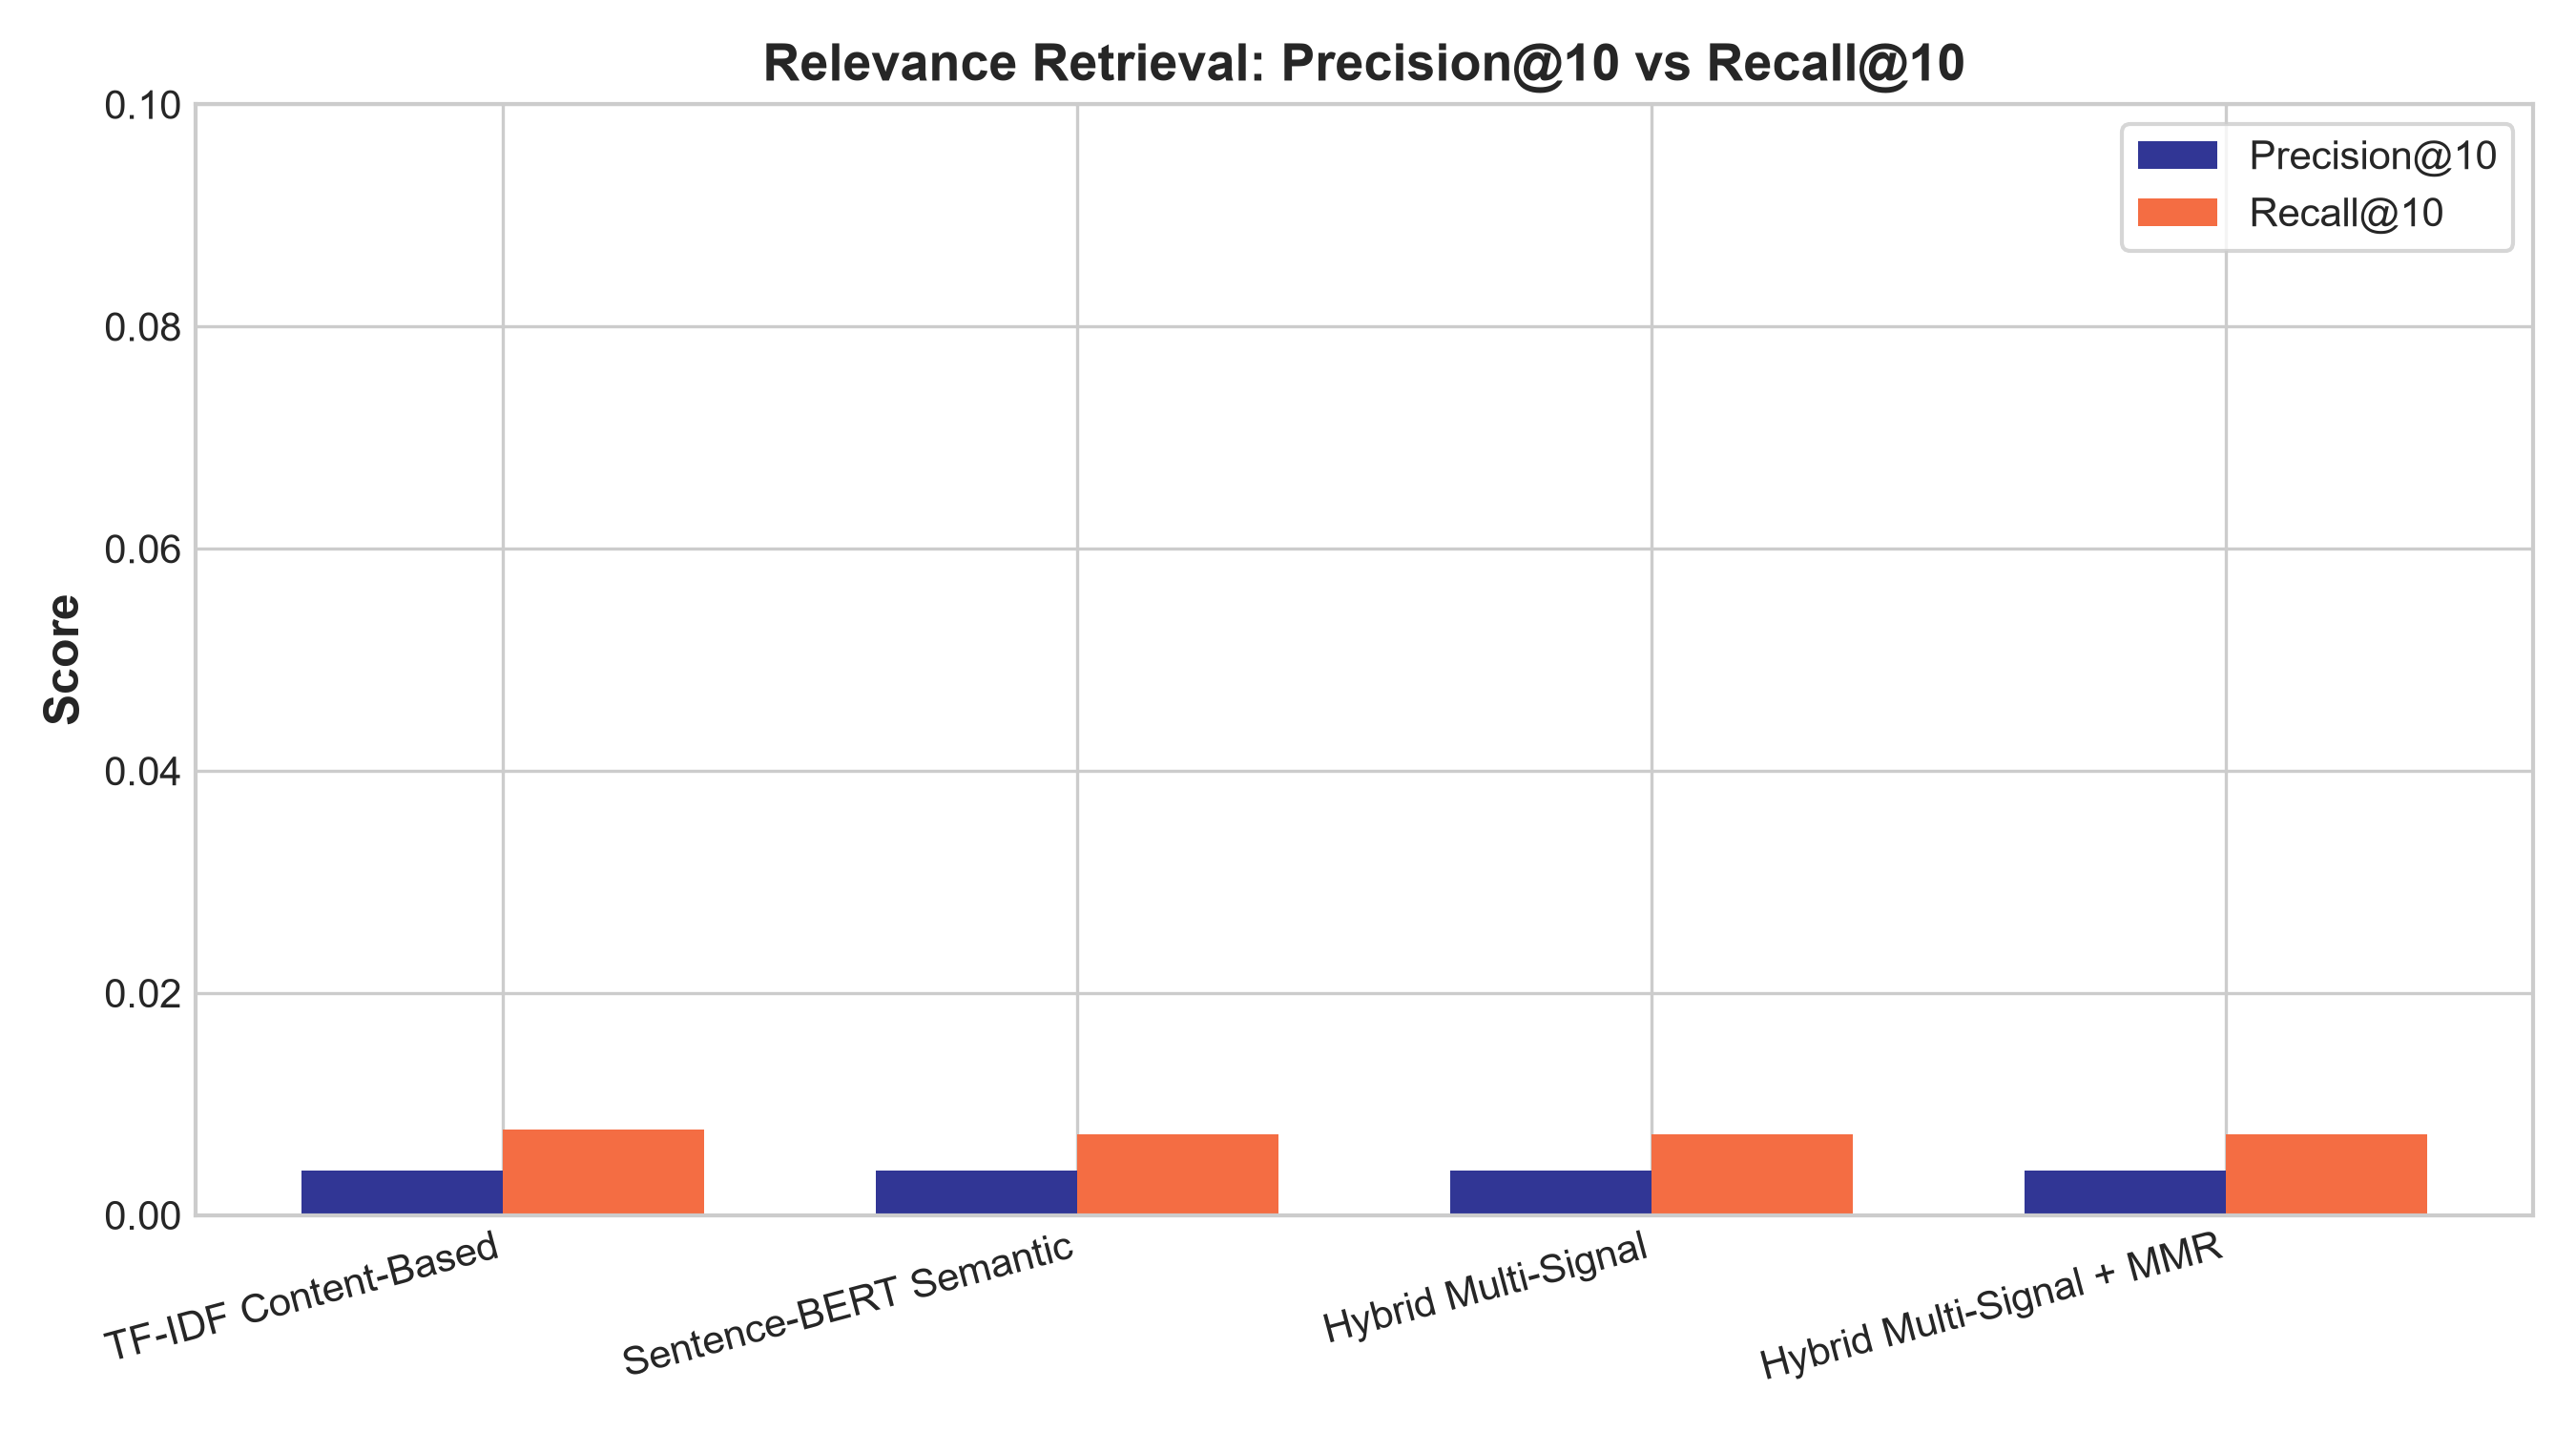 Relevance Retrieval: Precision@10 vs Recall@10
Precision@10
Recall@10
Score
0.10
0.08
0.06
0.04
0.02
0.00
TF-IDF Content-Based
Sentence-BERT Semantic
Hybrid Multi-Signal
Hybrid Multi-Signal + MMR